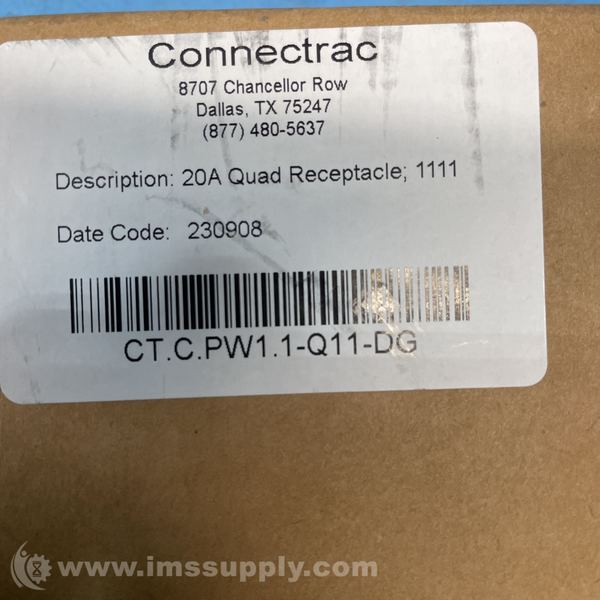 Connectrac
8707 Chancellor Row
Dallas, TX 75247
(877) 480-5637
Description: 20A Quad Receptacle; 1111
Date Code: 230908
CT.C.PW1.1-Q11-DG
www.imssupply.com